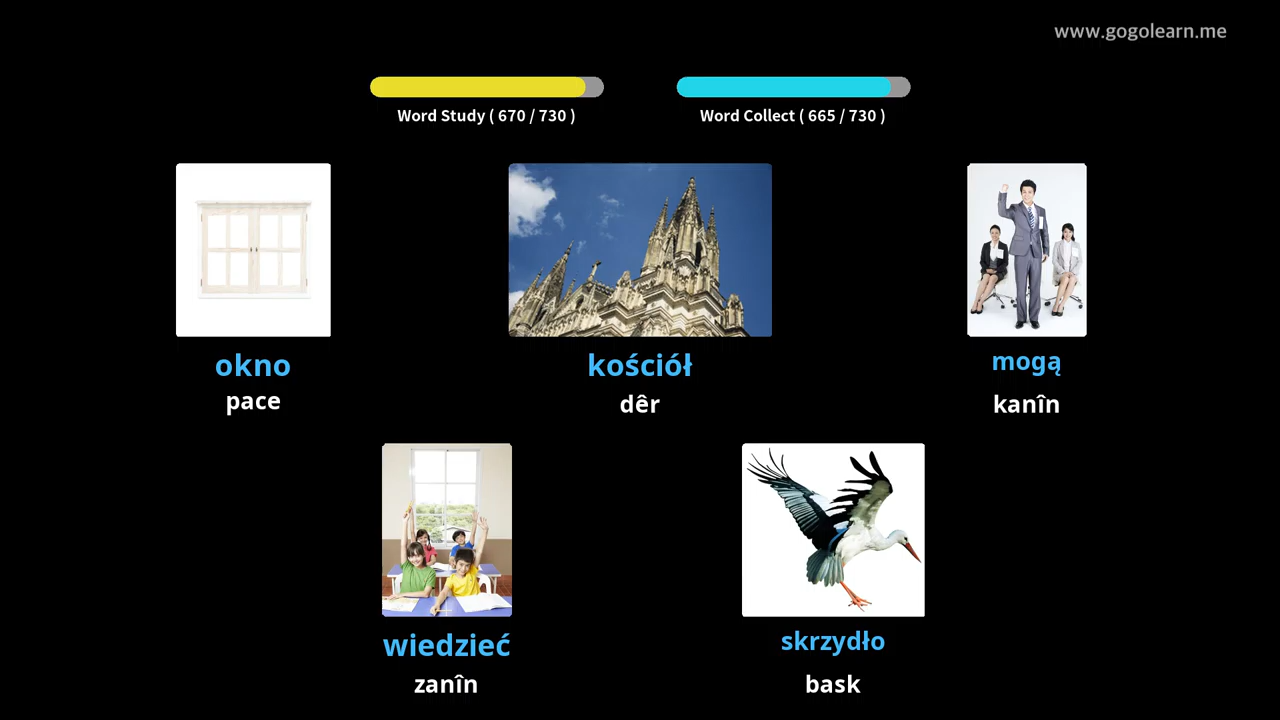 www.gogolearn.me
Word Study ( 670 / 730 )
Word Collect ( 665 / 730 )
okno
pace
kościół
dêr
mogą
kanîn
wiedzieć
zanîn
skrzydło
bask